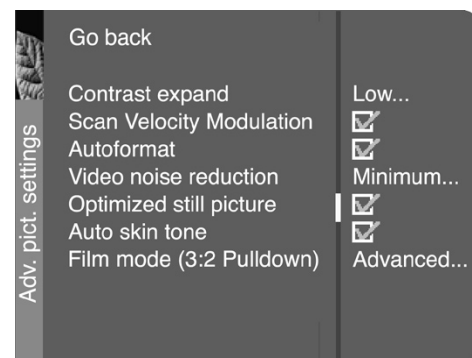 Adv. pict. settings
Go back
Contrast expand Low...
Scan Velocity Modulation
Autoformat
Video noise reduction Minimum...
Optimized still picture
Auto skin tone
Film mode (3:2 Pulldown) Advanced...